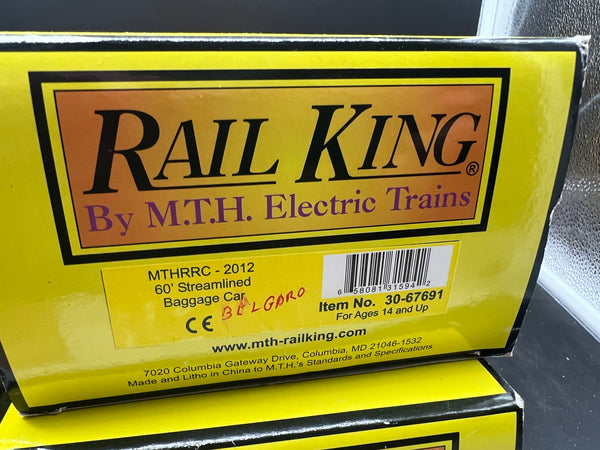 RAIL KING®
By M.T.H. Electric Trains
MTHRRC - 2012
60' Streamlined
Baggage Car
CE BELGARO
6 58081 31594 2
Item No. 30-67691
For Ages 14 and Up
www.mth-railking.com
7020 Columbia Gateway Drive, Columbia, MD 21046-1532
Made and Litho in China to M.T.H.'s Standards and Specifications